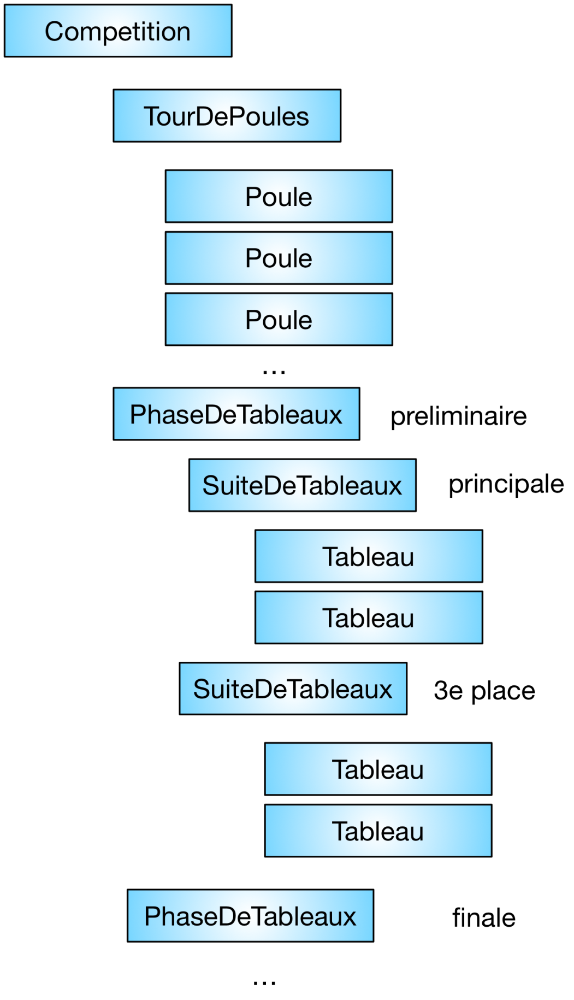 Competition
TourDePoules
Poule
Poule
Poule
...
PhaseDeTableaux preliminaire
SuiteDeTableaux principale
Tableau
Tableau
SuiteDeTableaux 3e place
Tableau
Tableau
PhaseDeTableaux finale
...